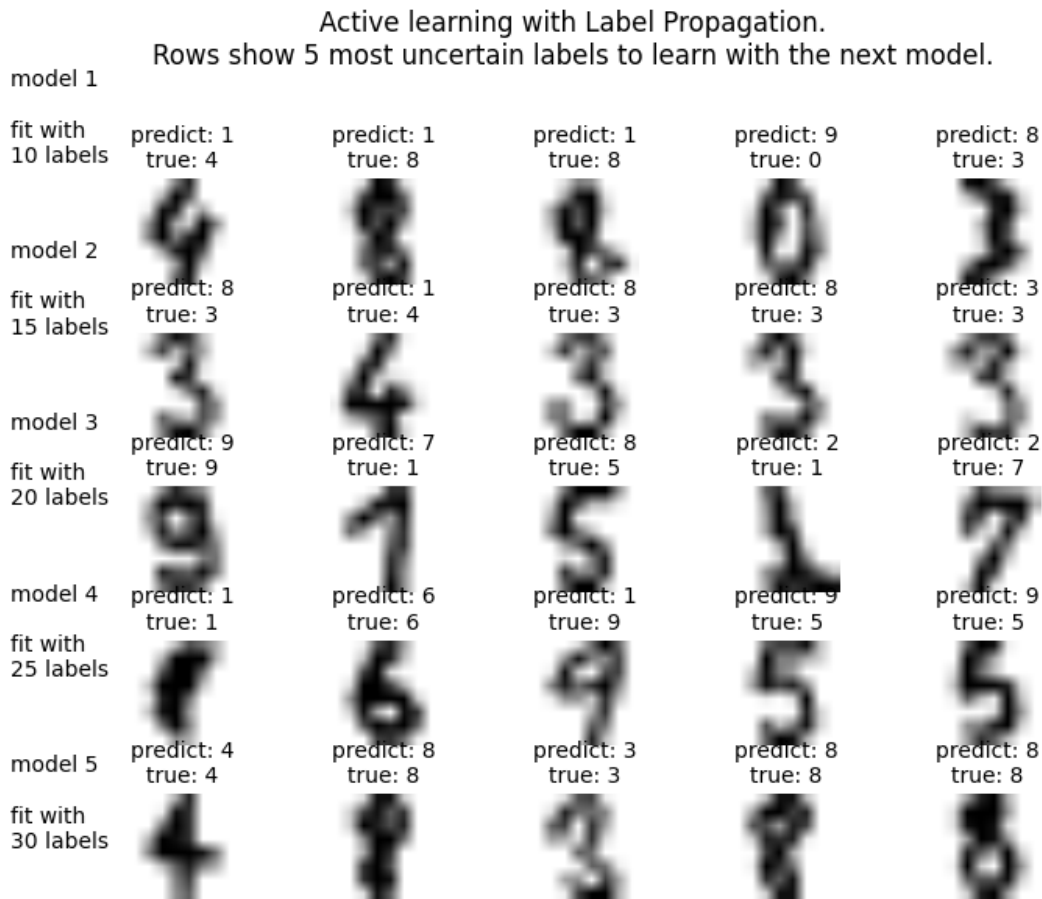 Active learning with Label Propagation.
Rows show 5 most uncertain labels to learn with the next model.
model 1
fit with
10 labels
predict: 1
true: 4
predict: 1
true: 8
predict: 1
true: 8
predict: 9
true: 0
predict: 8
true: 3
model 2
fit with
15 labels
predict: 8
true: 3
predict: 1
true: 4
predict: 8
true: 3
predict: 8
true: 3
predict: 3
true: 3
model 3
fit with
20 labels
predict: 9
true: 9
predict: 7
true: 1
predict: 8
true: 5
predict: 2
true: 1
predict: 2
true: 7
model 4
fit with
25 labels
predict: 1
true: 1
predict: 6
true: 6
predict: 1
true: 9
predict: 9
true: 5
predict: 9
true: 5
model 5
fit with
30 labels
predict: 4
true: 4
predict: 8
true: 8
predict: 3
true: 3
predict: 8
true: 8
predict: 8
true: 8